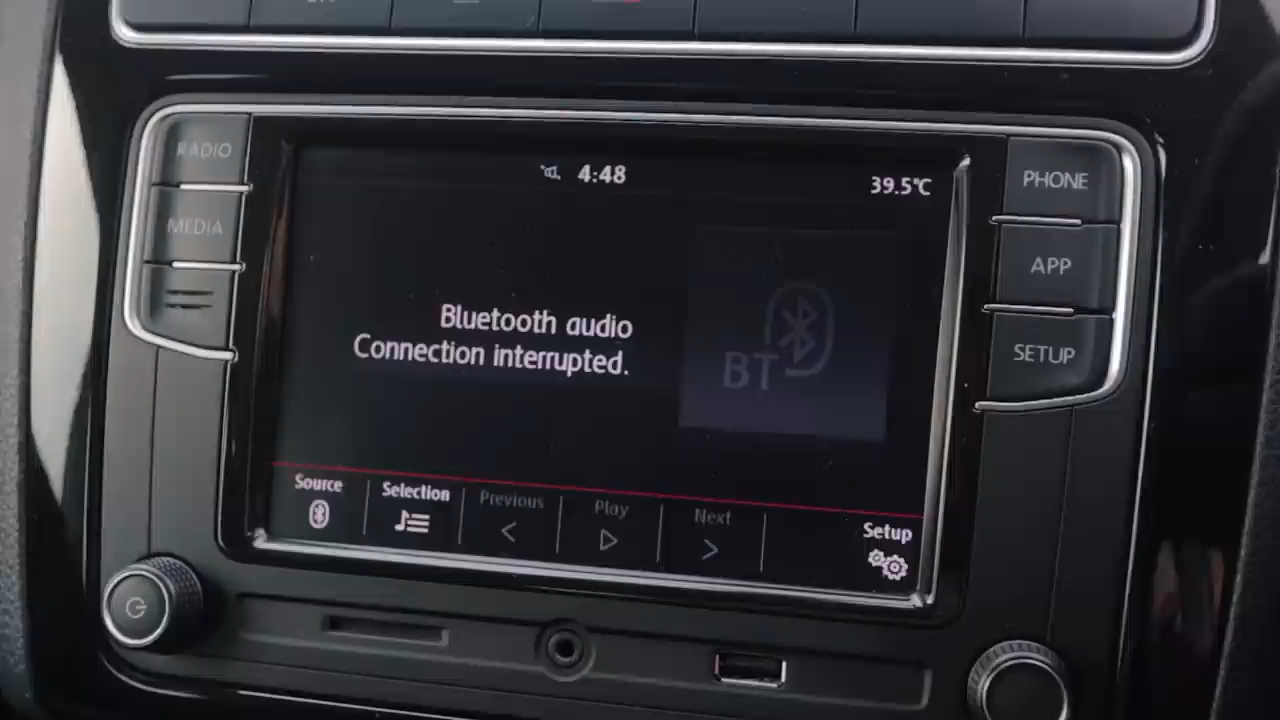 RADIO
MEDIA
4:48
39.5°C
PHONE
APP
SETUP
Bluetooth audio
Connection interrupted.
BT
Source
Selection
Previous
Play
Next
Setup